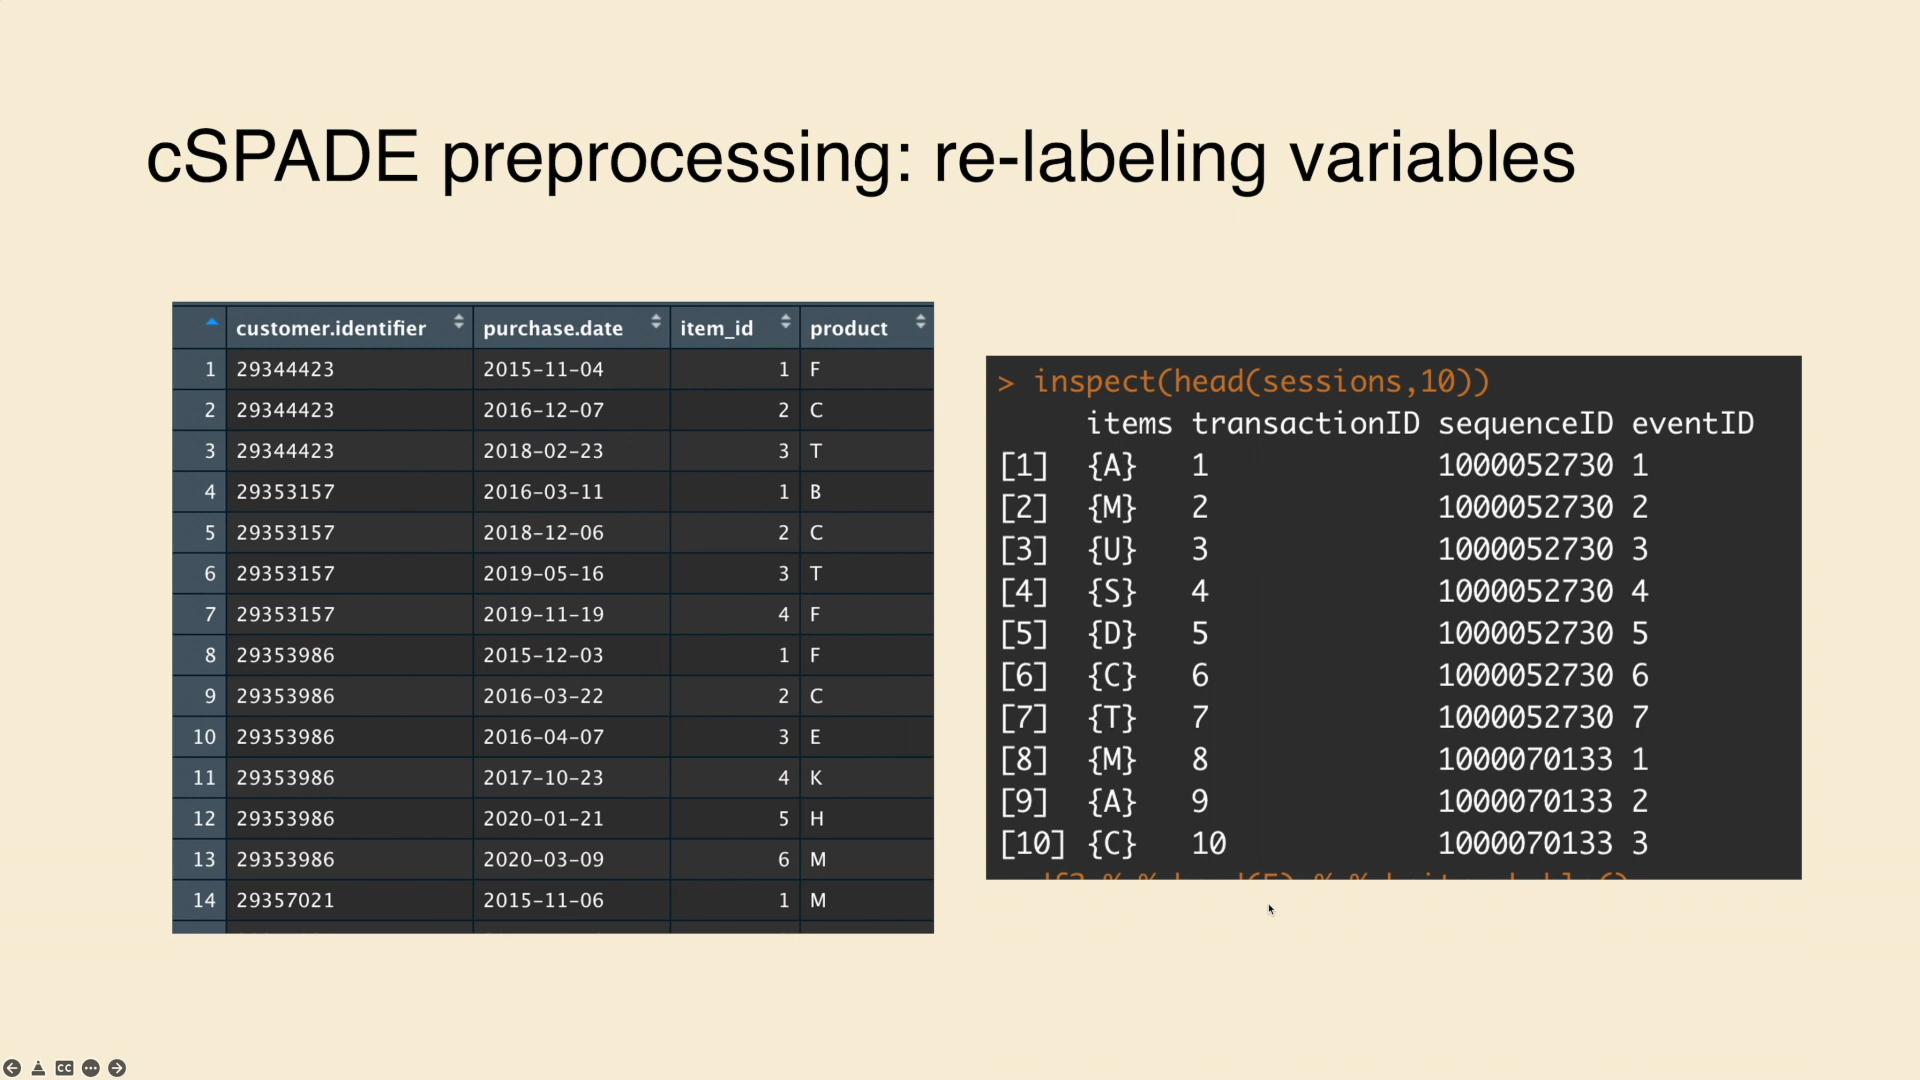 cSPADE preprocessing: re-labeling variables
customer.identifier purchase.date item_id product
1 29344423 2015-11-04 1 F
2 29344423 2016-12-07 2 C
3 29344423 2018-02-23 3 T
4 29353157 2016-03-11 1 B
5 29353157 2018-12-06 2 C
6 29353157 2019-05-16 3 T
7 29353157 2019-11-19 4 F
8 29353986 2015-12-03 1 F
9 29353986 2016-03-22 2 C
10 29353986 2016-04-07 3 E
11 29353986 2017-10-23 4 K
12 29353986 2020-01-21 5 H
13 29353986 2020-03-09 6 M
14 29357021 2015-11-06 1 M
> inspect(head(sessions,10))
items transactionID sequenceID eventID
[1] {A} 1 1000052730 1
[2] {M} 2 1000052730 2
[3] {U} 3 1000052730 3
[4] {S} 4 1000052730 4
[5] {D} 5 1000052730 5
[6] {C} 6 1000052730 6
[7] {T} 7 1000052730 7
[8] {M} 8 1000070133 1
[9] {A} 9 1000070133 2
[10] {C} 10 1000070133 3
CC